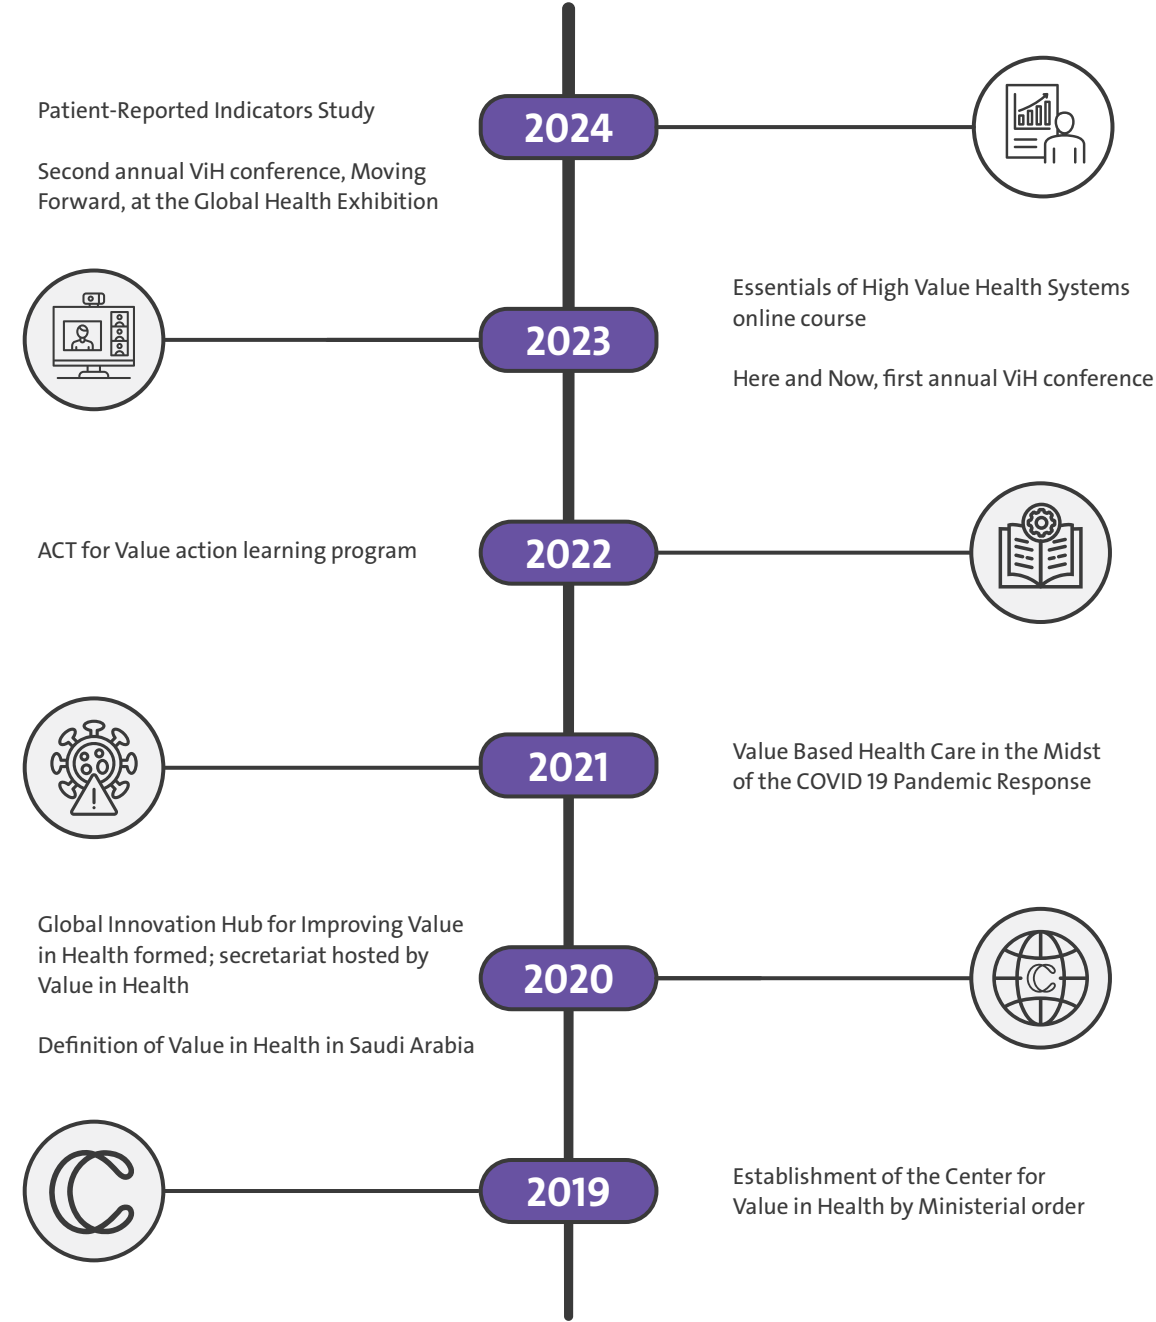 Patient-Reported Indicators Study
Second annual ViH conference, Moving
Forward, at the Global Health Exhibition
2024
2023
Essentials of High Value Health Systems
online course
Here and Now, first annual ViH conference
ACT for Value action learning program
2022
2021
Value Based Health Care in the Midst
of the COVID 19 Pandemic Response
Global Innovation Hub for Improving Value
in Health formed; secretariat hosted by
Value in Health
Definition of Value in Health in Saudi Arabia
2020
2019
Establishment of the Center for
Value in Health by Ministerial order